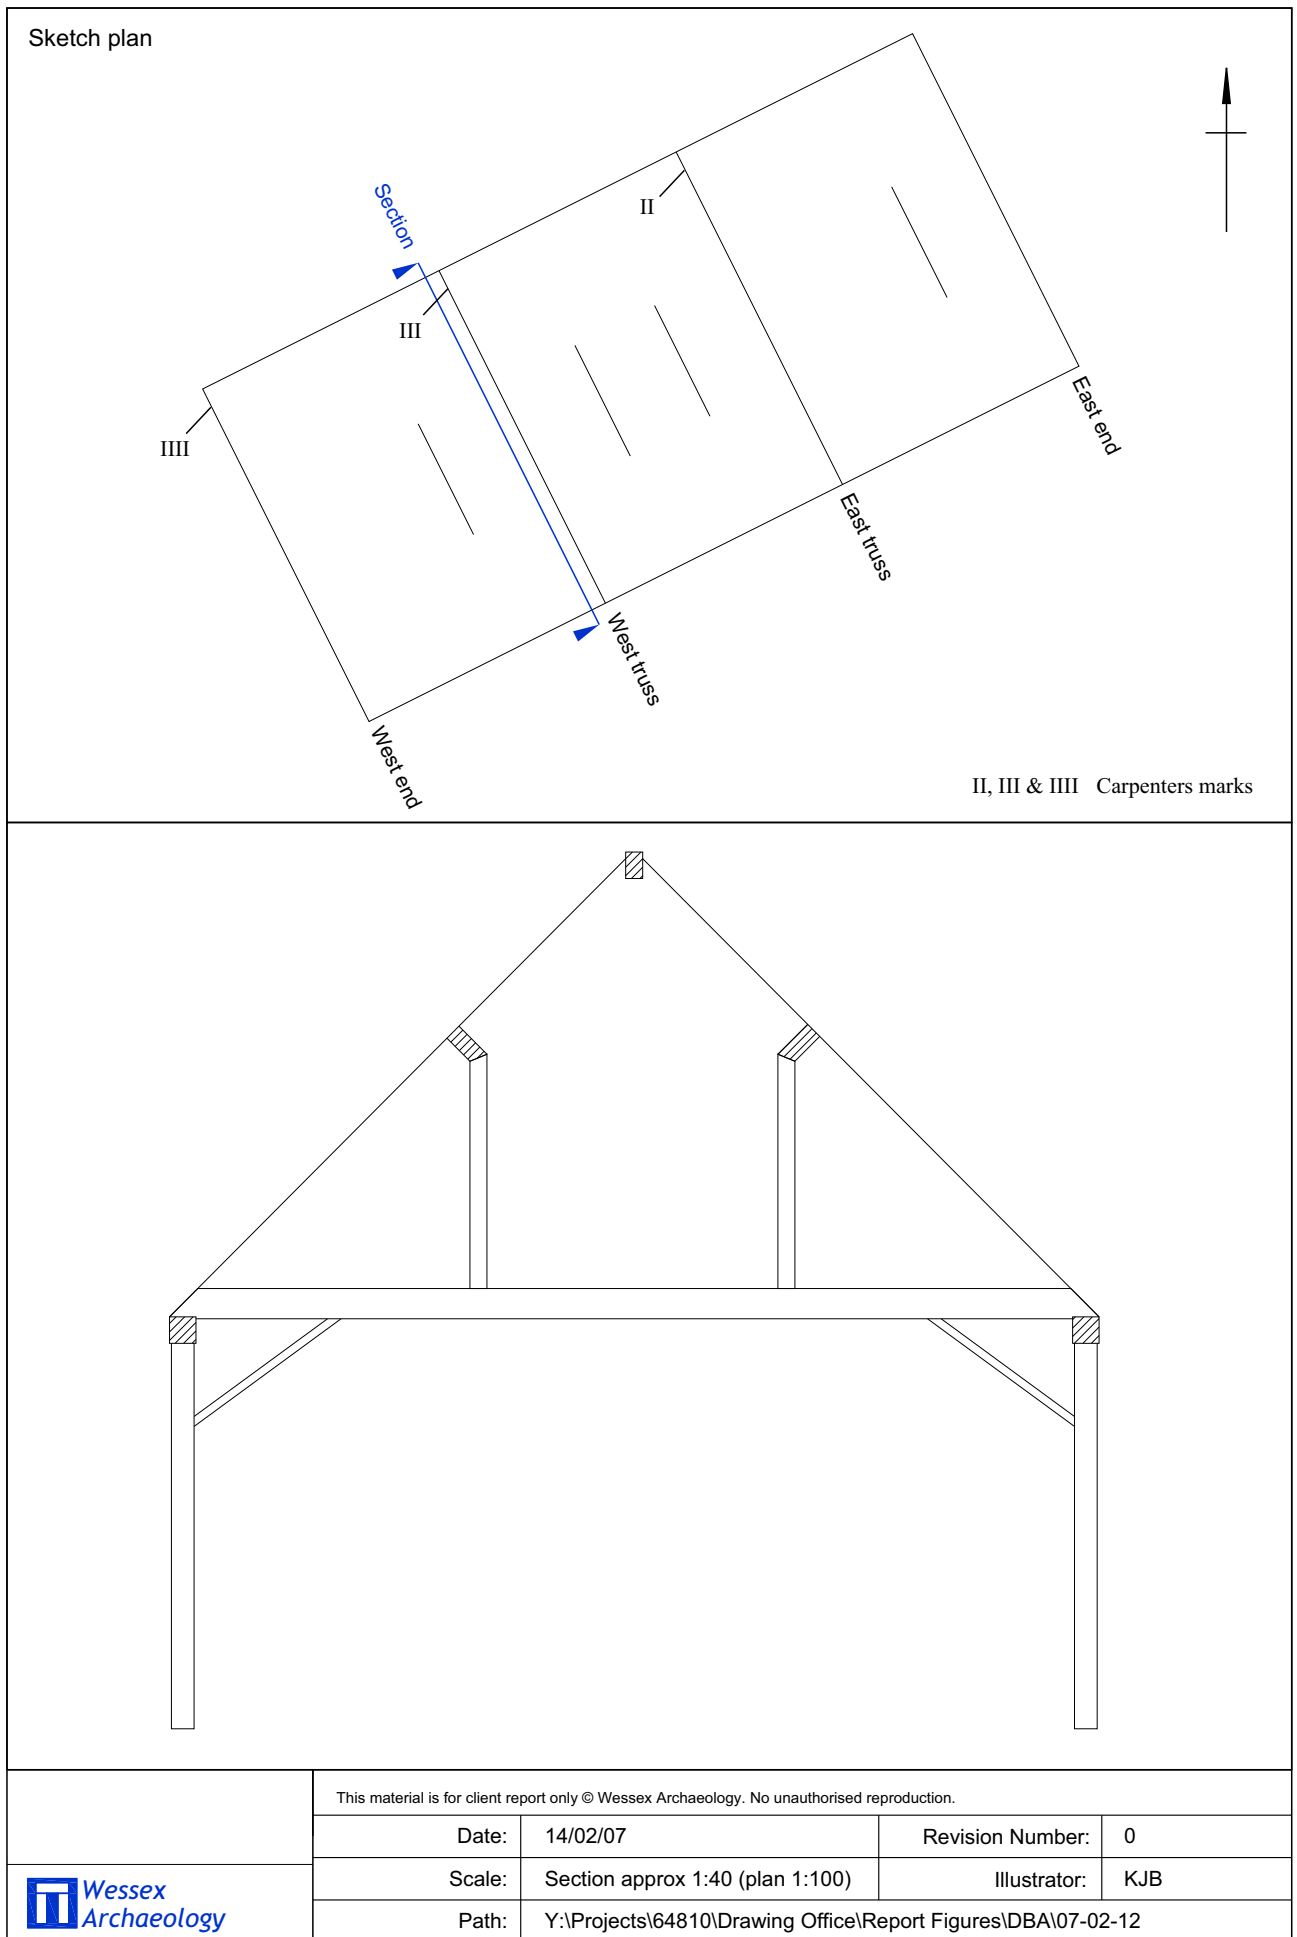 Sketch plan
Section
II
III
IIII
East end
East truss
West truss
West end
II, III & IIII Carpenters marks
This material is for client report only © Wessex Archaeology. No unauthorised reproduction.
Date: 14/02/07 Revision Number: 0
Scale: Section approx 1:40 (plan 1:100) Illustrator: KJB
Path: Y:\Projects\64810\Drawing Office\Report Figures\DBA\07-02-12
Wessex
Archaeology